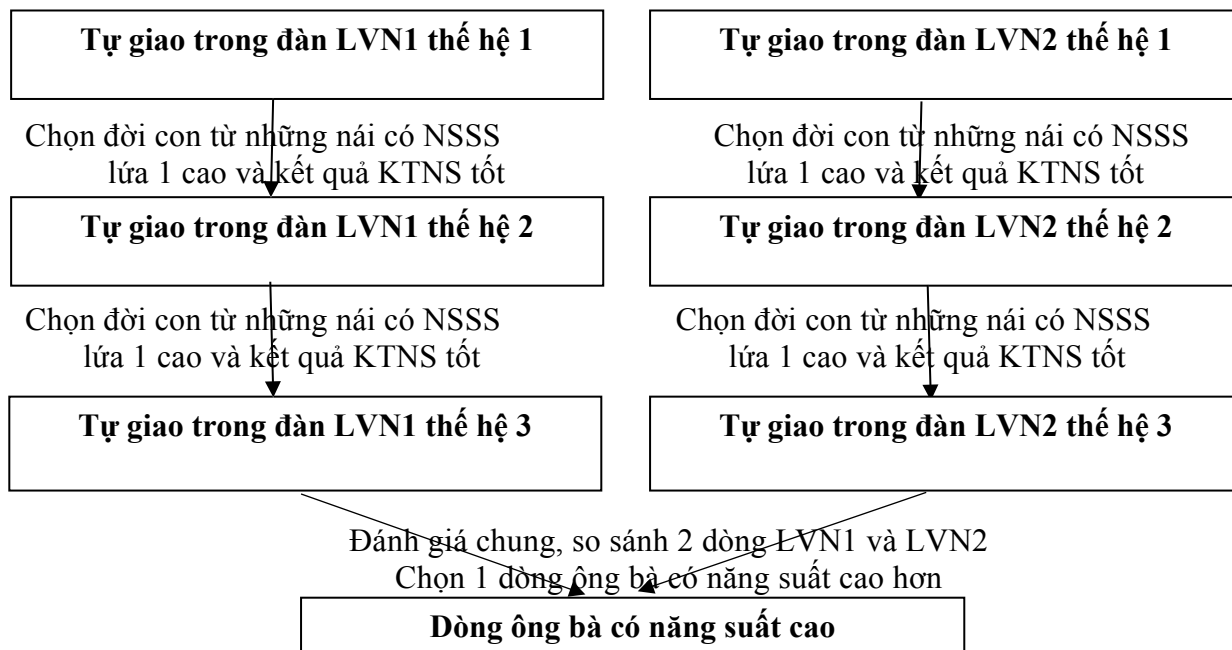 Tự giao trong đàn LVN1 thế hệ 1
Tự giao trong đàn LVN2 thế hệ 1
Chọn đời con từ những nái có NSSS
lứa 1 cao và kết quả KTNS tốt
Chọn đời con từ những nái có NSSS
lứa 1 cao và kết quả KTNS tốt
Tự giao trong đàn LVN1 thế hệ 2
Tự giao trong đàn LVN2 thế hệ 2
Chọn đời con từ những nái có NSSS
lứa 1 cao và kết quả KTNS tốt
Chọn đời con từ những nái có NSSS
lứa 1 cao và kết quả KTNS tốt
Tự giao trong đàn LVN1 thế hệ 3
Tự giao trong đàn LVN2 thế hệ 3
Đánh giá chung, so sánh 2 dòng LVN1 và LVN2
Chọn 1 dòng ông bà có năng suất cao hơn
Dòng ông bà có năng suất cao